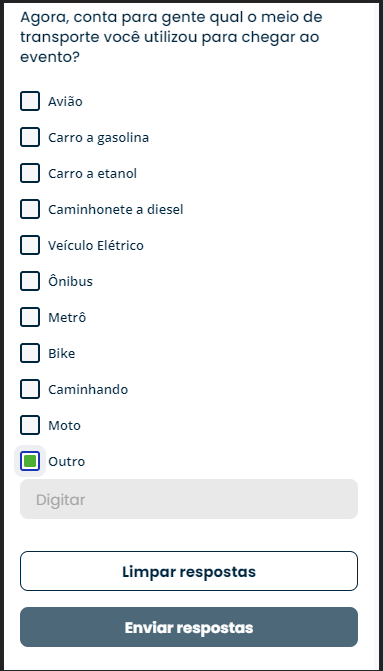 Agora, conta para gente qual o meio de
transporte você utilizou para chegar ao
evento?
Avião
Carro a gasolina
Carro a etanol
Caminhonete a diesel
Veículo Elétrico
Ônibus
Metrô
Bike
Caminhando
Moto
Outro
Digitar
Limpar respostas
Enviar respostas